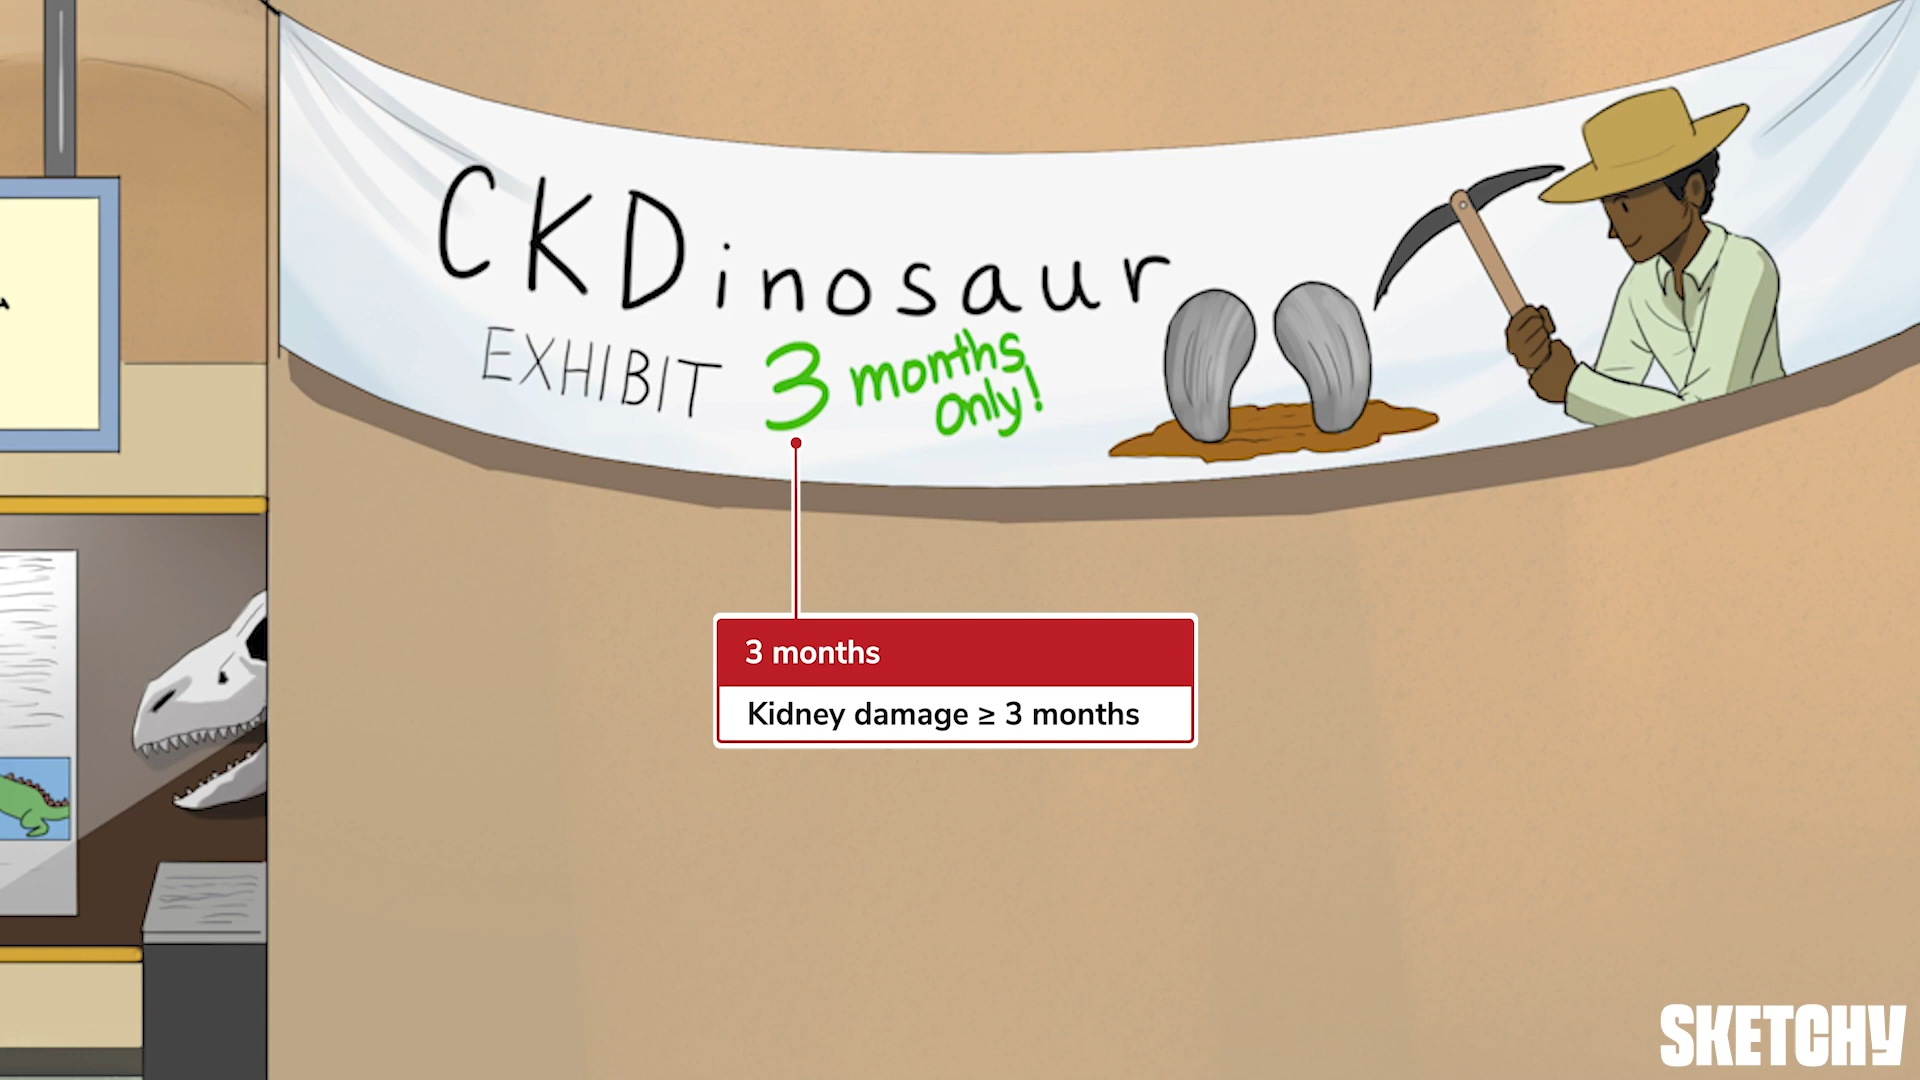 CKDinosaur
EXHIBIT 3 months
only!
3 months
Kidney damage ≥ 3 months
SKETCHY